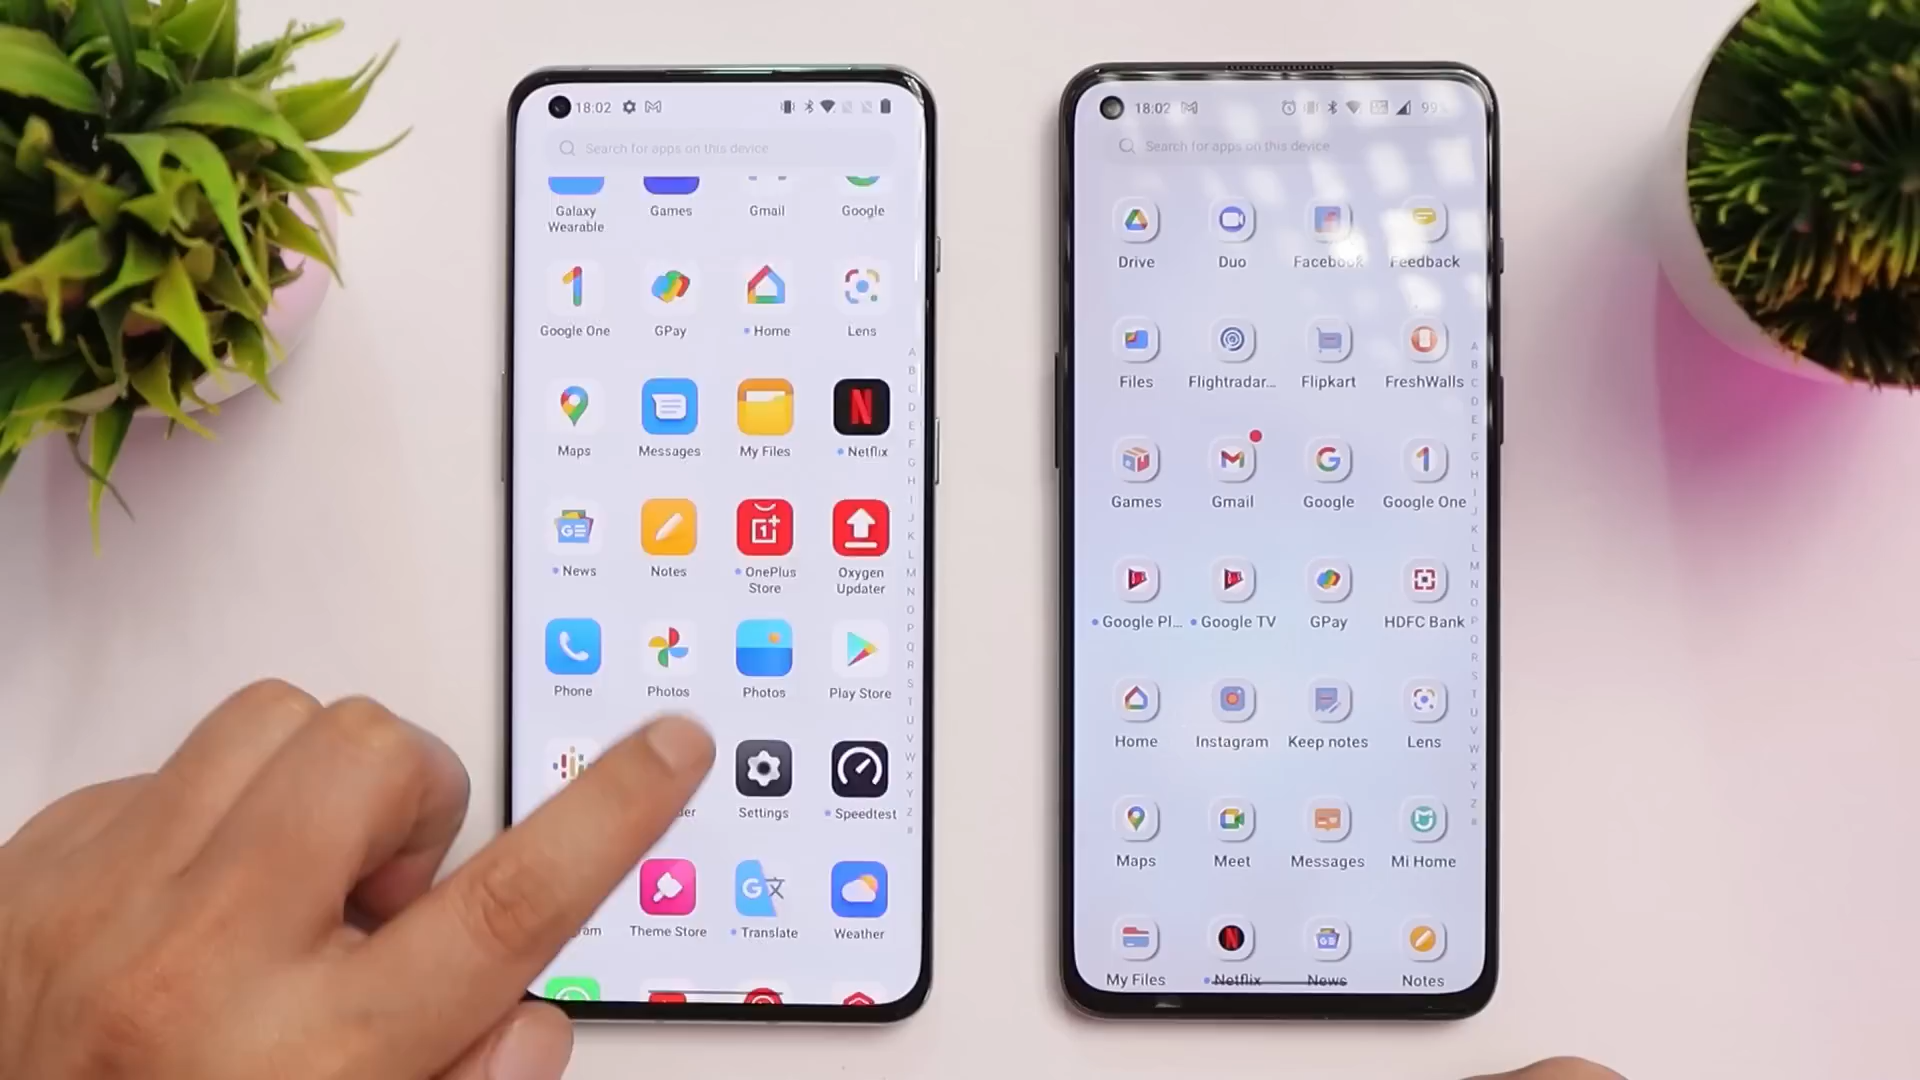 18:02
Search for apps on this device
Galaxy Wearable
Games
Gmail
Google
Google One
GPay
Home
Lens
Maps
Messages
My Files
Netflix
News
Notes
OnePlus Store
Oxygen Updater
Phone
Photos
Photos
Play Store
Settings
Speedtest
Theme Store
Translate
Weather
A
B
C
D
E
F
G
H
I
J
K
L
M
N
O
P
Q
R
S
T
U
V
W
X
Y
Z
#
18:02
99
Search for apps on this device
Drive
Duo
Facebook
Feedback
Files
Flightradar...
Flipkart
FreshWalls
Games
Gmail
Google
Google One
Google Pl...
Google TV
GPay
HDFC Bank
Home
Instagram
Keep notes
Lens
Maps
Meet
Messages
Mi Home
My Files
Netflix
News
Notes
A
B
C
D
E
F
G
H
I
J
K
L
M
N
O
P
Q
R
S
T
U
V
W
X
Y
Z
#